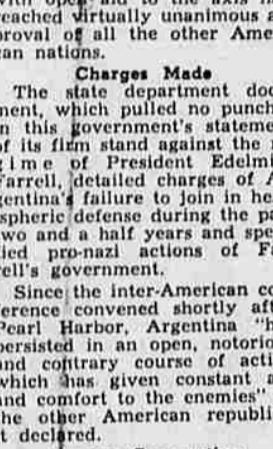 with open aid to the axis h
reached virtually unanimous a
proval of all the other Ame
can nations.
Charges Made
The state department doc
ment, which pulled no punch
in this government's stateme
of its firm stand against the r
gime of President Edelmi
Farrell, detailed charges of A
gentina's failure to join in he
spheric defense during the pa
two and a half years and spe
fied pro-nazi actions of Fa
rell's government.
Since the inter-American co
ference convened shortly aft
Pearl Harbor, Argentina "h
persisted in an open, notorio
and contrary course of acti
which has given constant a
and comfort to the enemies"
the other American republi
it declared.